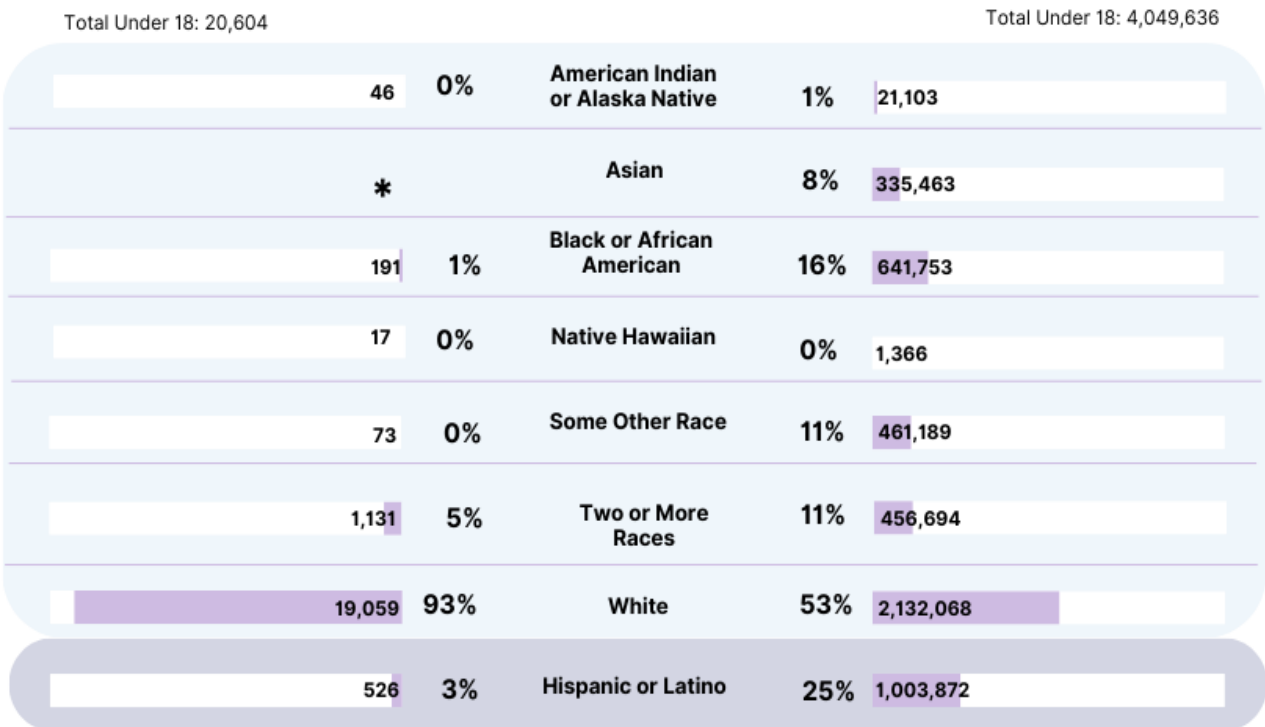 Total Under 18: 20,604
Total Under 18: 4,049,636
46 0% American Indian or Alaska Native 1% 21,103
* Asian 8% 335,463
191 1% Black or African American 16% 641,753
17 0% Native Hawaiian 0% 1,366
73 0% Some Other Race 11% 461,189
1,131 5% Two or More Races 11% 456,694
19,059 93% White 53% 2,132,068
526 3% Hispanic or Latino 25% 1,003,872